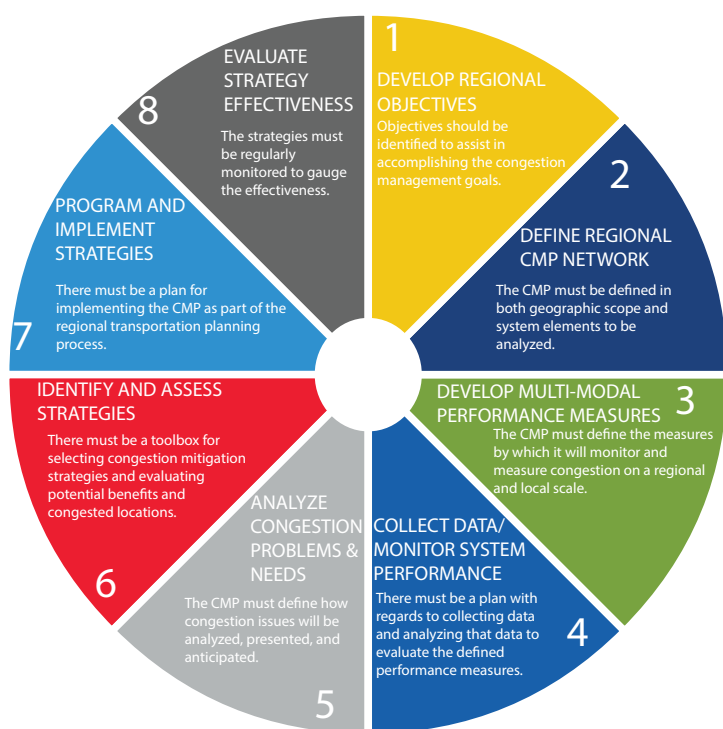 1
DEVELOP REGIONAL
OBJECTIVES
Objectives should be
identified to assist in
accomplishing the congestion
management goals.
2
DEFINE REGIONAL
CMP NETWORK
The CMP must be defined in
both geographic scope and
system elements to be
analyzed.
3
DEVELOP MULTI-MODAL
PERFORMANCE MEASURES
The CMP must define the measures
by which it will monitor and
measure congestion on a regional
and local scale.
4
COLLECT DATA/
MONITOR SYSTEM
PERFORMANCE
There must be a plan with
regards to collecting data
and analyzing that data to
evaluate the defined
performance measures.
5
ANALYZE
CONGESTION
PROBLEMS &
NEEDS
The CMP must define how
congestion issues will be
analyzed, presented, and
anticipated.
6
IDENTIFY AND ASSESS
STRATEGIES
There must be a toolbox for
selecting congestion mitigation
strategies and evaluating
potential benefits and
congested locations.
7
PROGRAM AND
IMPLEMENT
STRATEGIES
There must be a plan for
implementing the CMP as part of the
regional transportation planning
process.
8
EVALUATE
STRATEGY
EFFECTIVENESS
The strategies must
be regularly
monitored to gauge
the effectiveness.